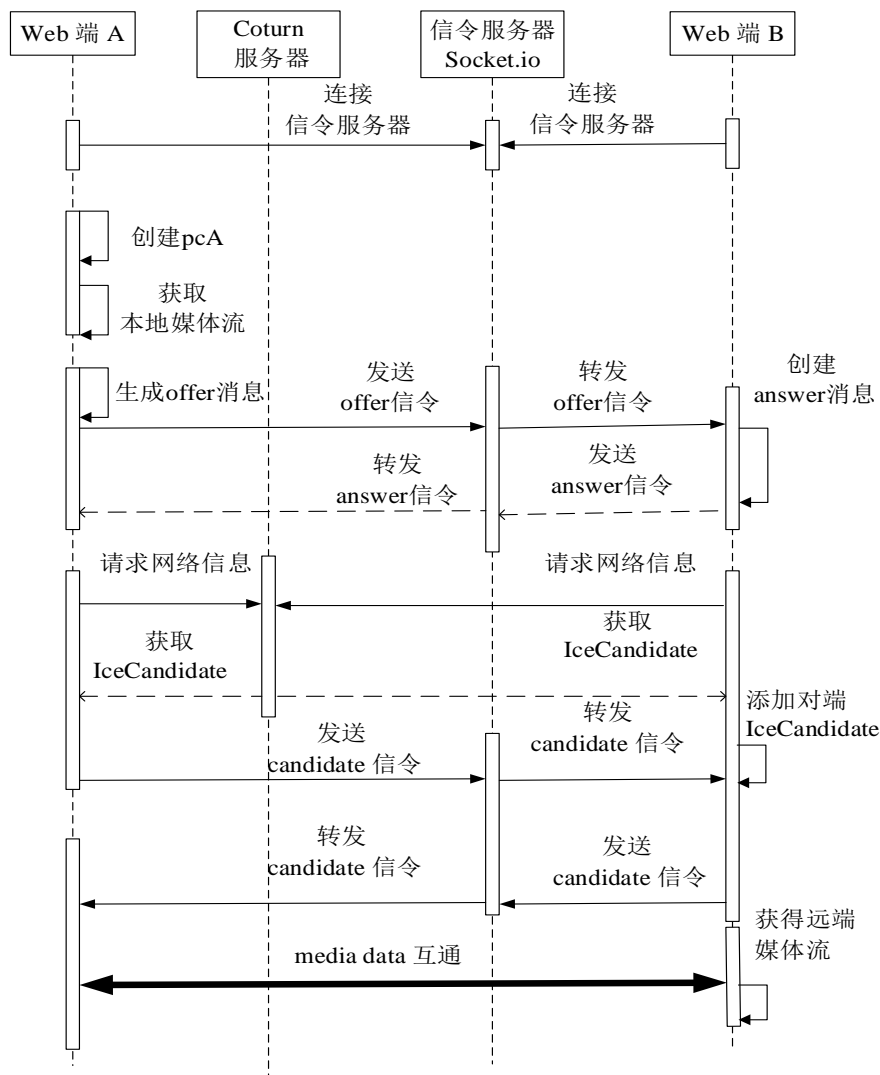 Web 端 A
Coturn
服务器
信令服务器
Socket.io
Web 端 B
连接
信令服务器
连接
信令服务器
创建pcA
获取
本地媒体流
生成offer消息
发送
offer信令
转发
offer信令
创建
answer消息
转发
answer信令
发送
answer信令
请求网络信息
请求网络信息
获取
IceCandidate
获取
IceCandidate
添加对端
IceCandidate
发送
candidate 信令
转发
candidate 信令
转发
candidate 信令
发送
candidate 信令
获得远端
媒体流
media data 互通